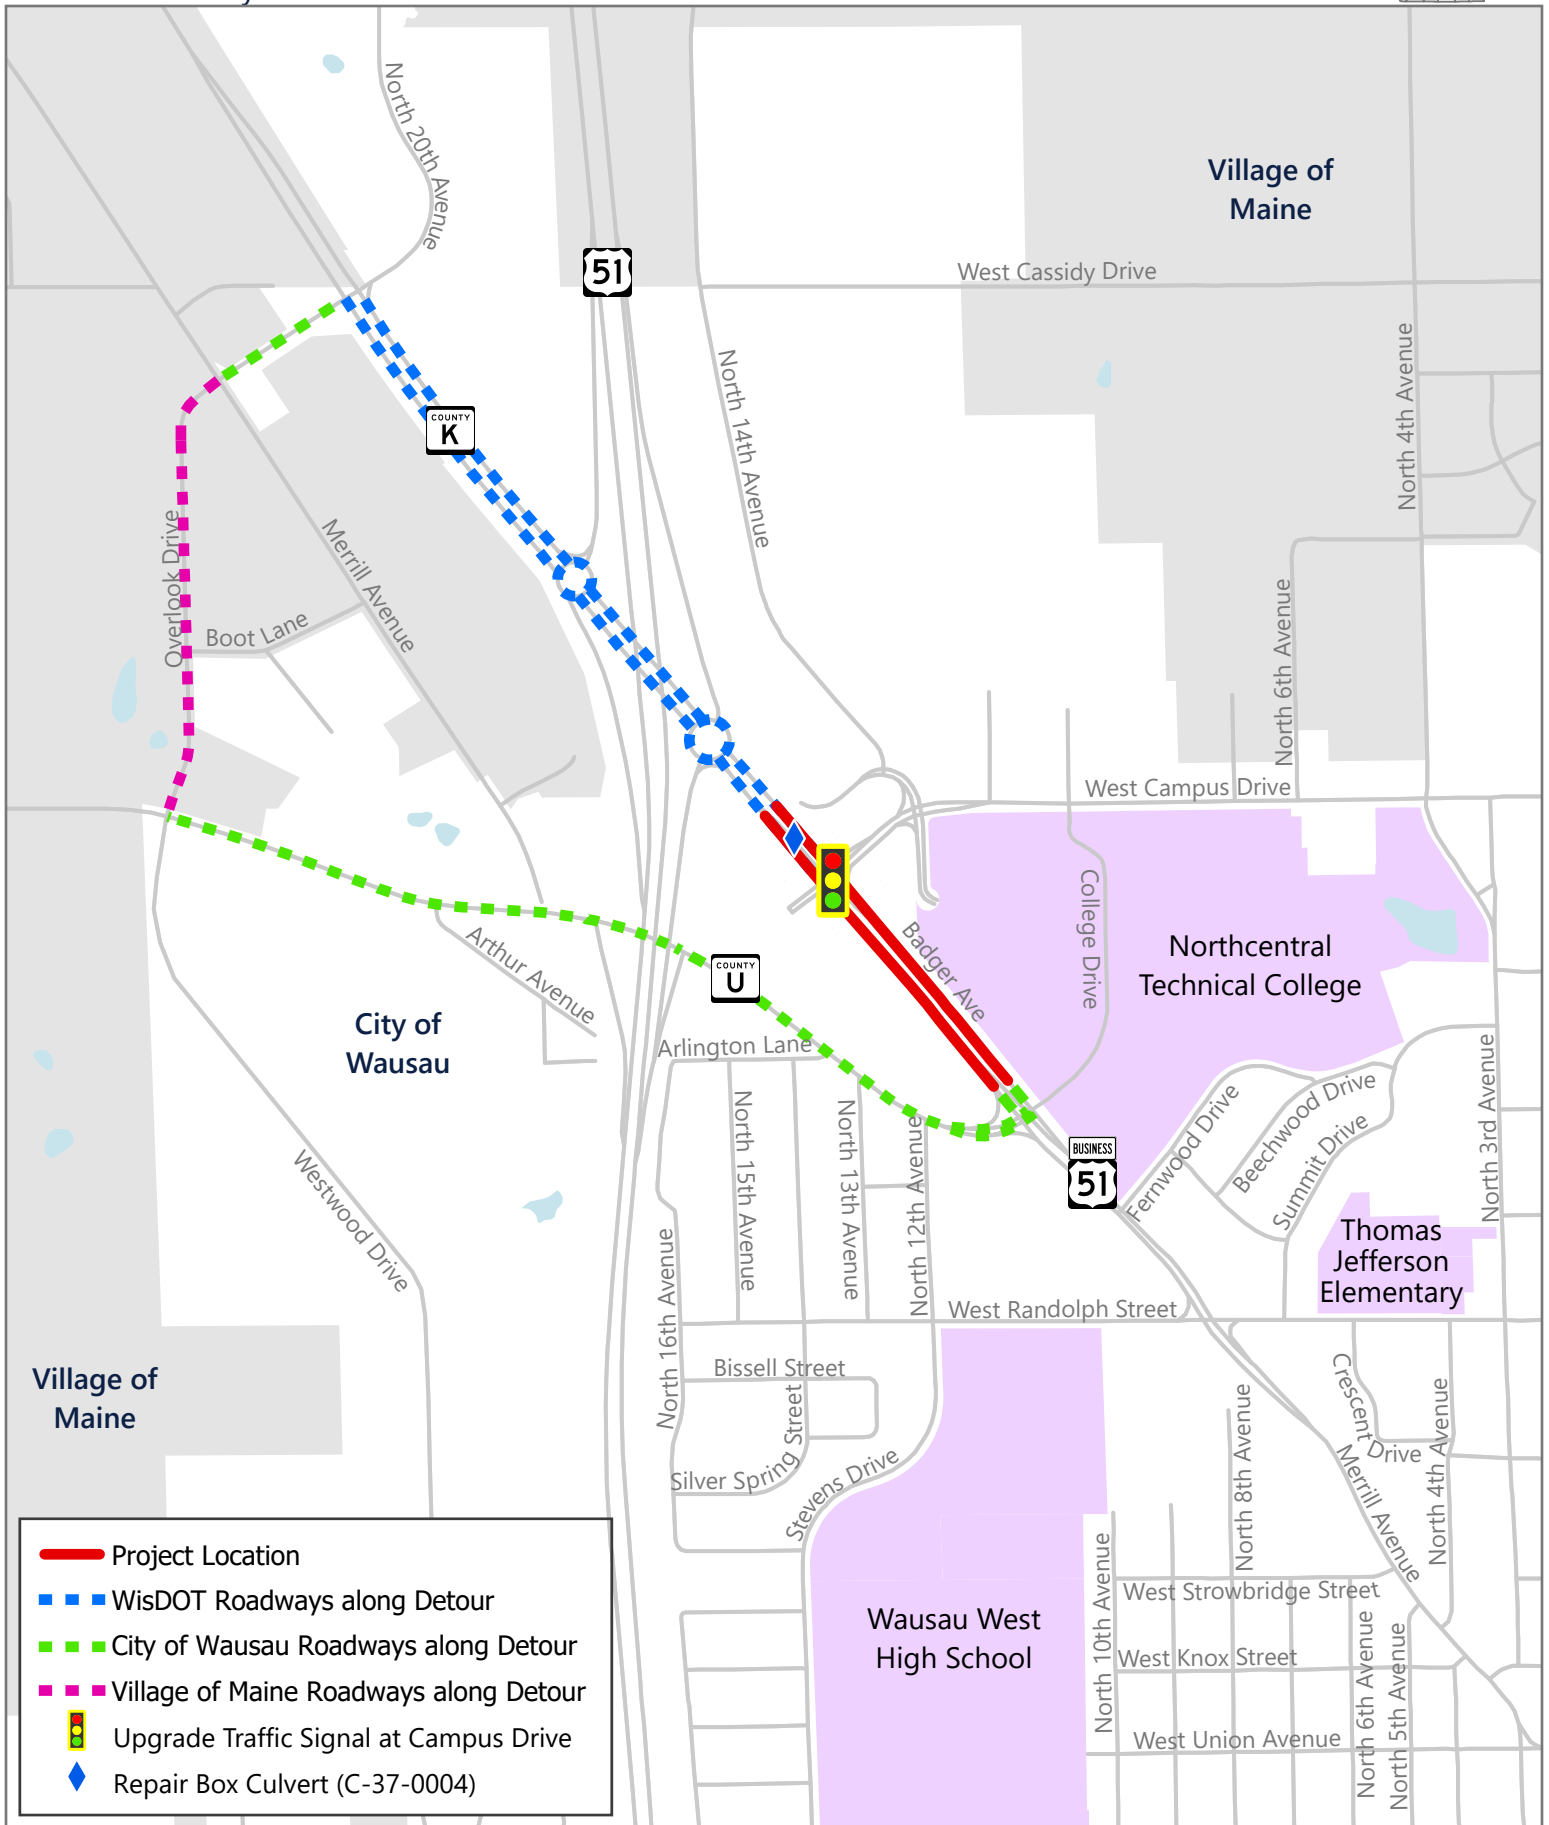 North 20th Avenue
Village of
Maine
51
West Cassidy Drive
North 14th Avenue
North 4th Avenue
COUNTY
K
Overlook Drive
Merrill Avenue
Boot Lane
North 6th Avenue
West Campus Drive
College Drive
Badger Ave
Northcentral
Technical College
Arthur Avenue
COUNTY
U
City of
Wausau
Arlington Lane
North 15th Avenue
North 13th Avenue
North 12th Avenue
BUSINESS
51
Fernwood Drive
Beechwood Drive
Summit Drive
North 3rd Avenue
Westwood Drive
Thomas
Jefferson
Elementary
North 16th Avenue
West Randolph Street
Village of
Maine
Bissell Street
Silver Spring Street
Stevens Drive
Crescent Drive
North 8th Avenue
Merrill Avenue
North 4th Avenue
North 10th Avenue
West Strowbridge Street
Wausau West
High School
West Knox Street
North 6th Avenue
North 5th Avenue
West Union Avenue
Project Location
WisDOT Roadways along Detour
City of Wausau Roadways along Detour
Village of Maine Roadways along Detour
Upgrade Traffic Signal at Campus Drive
Repair Box Culvert (C-37-0004)